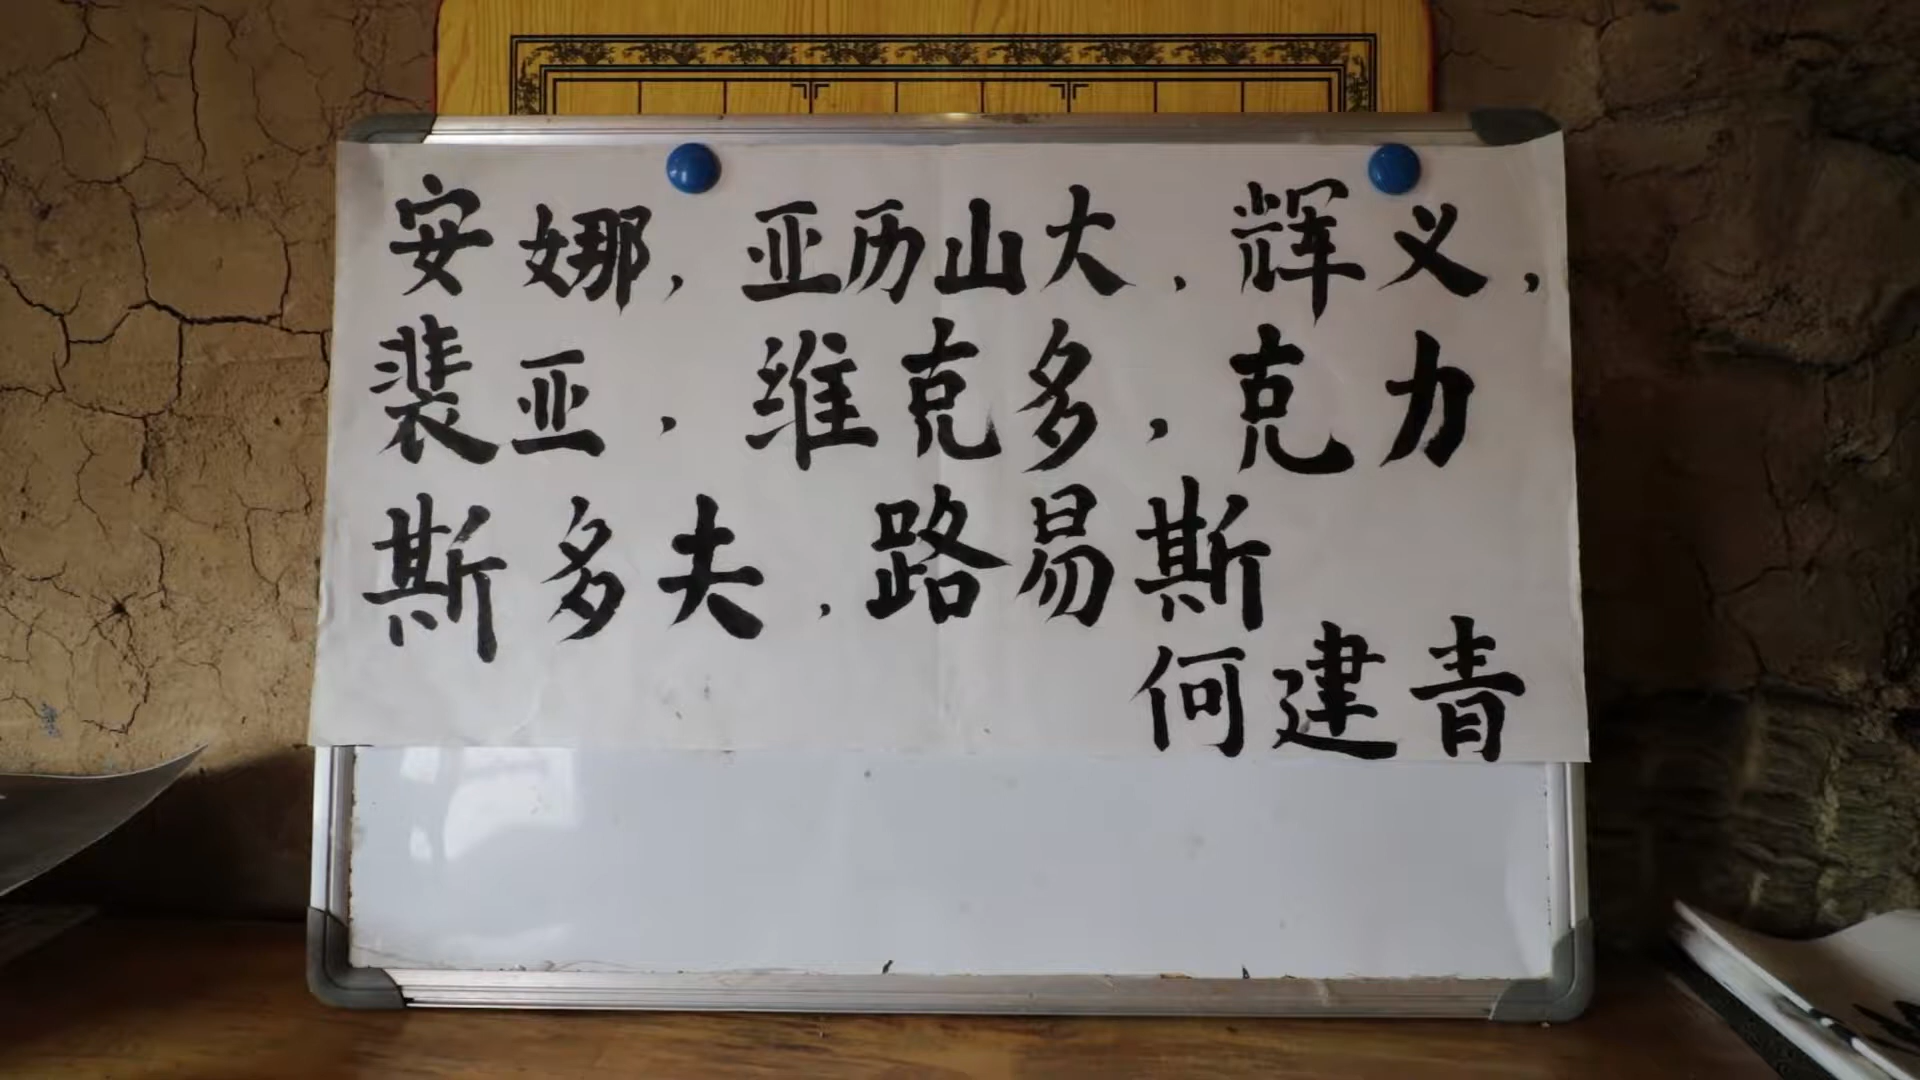 安娜，亚历山大，辉义，
裴亚，维克多，克力
斯多夫，路易斯
何建青